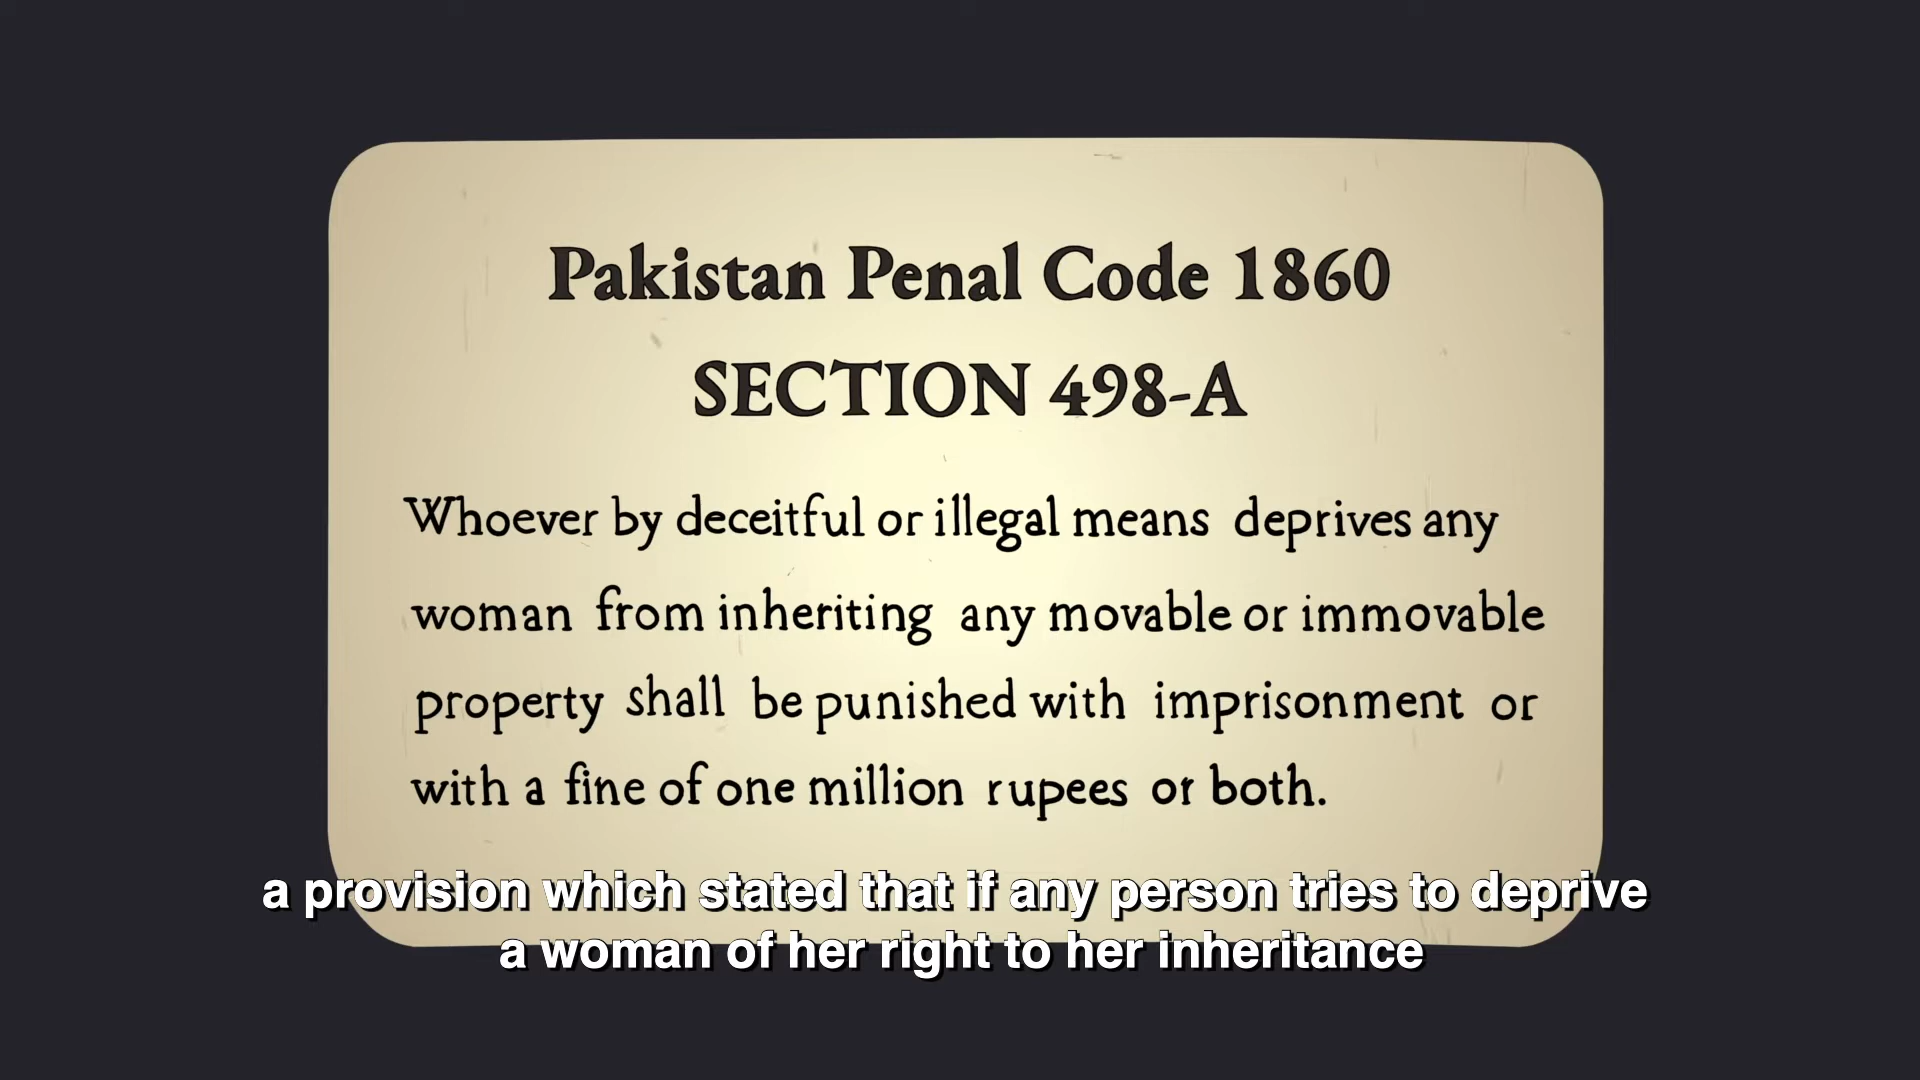 Pakistan Penal Code 1860
SECTION 498-A
Whoever by deceitful or illegal means deprives any
woman from inheriting any movable or immovable
property shall be punished with imprisonment or
with a fine of one million rupees or both.
a provision which stated that if any person tries to deprive
a woman of her right to her inheritance